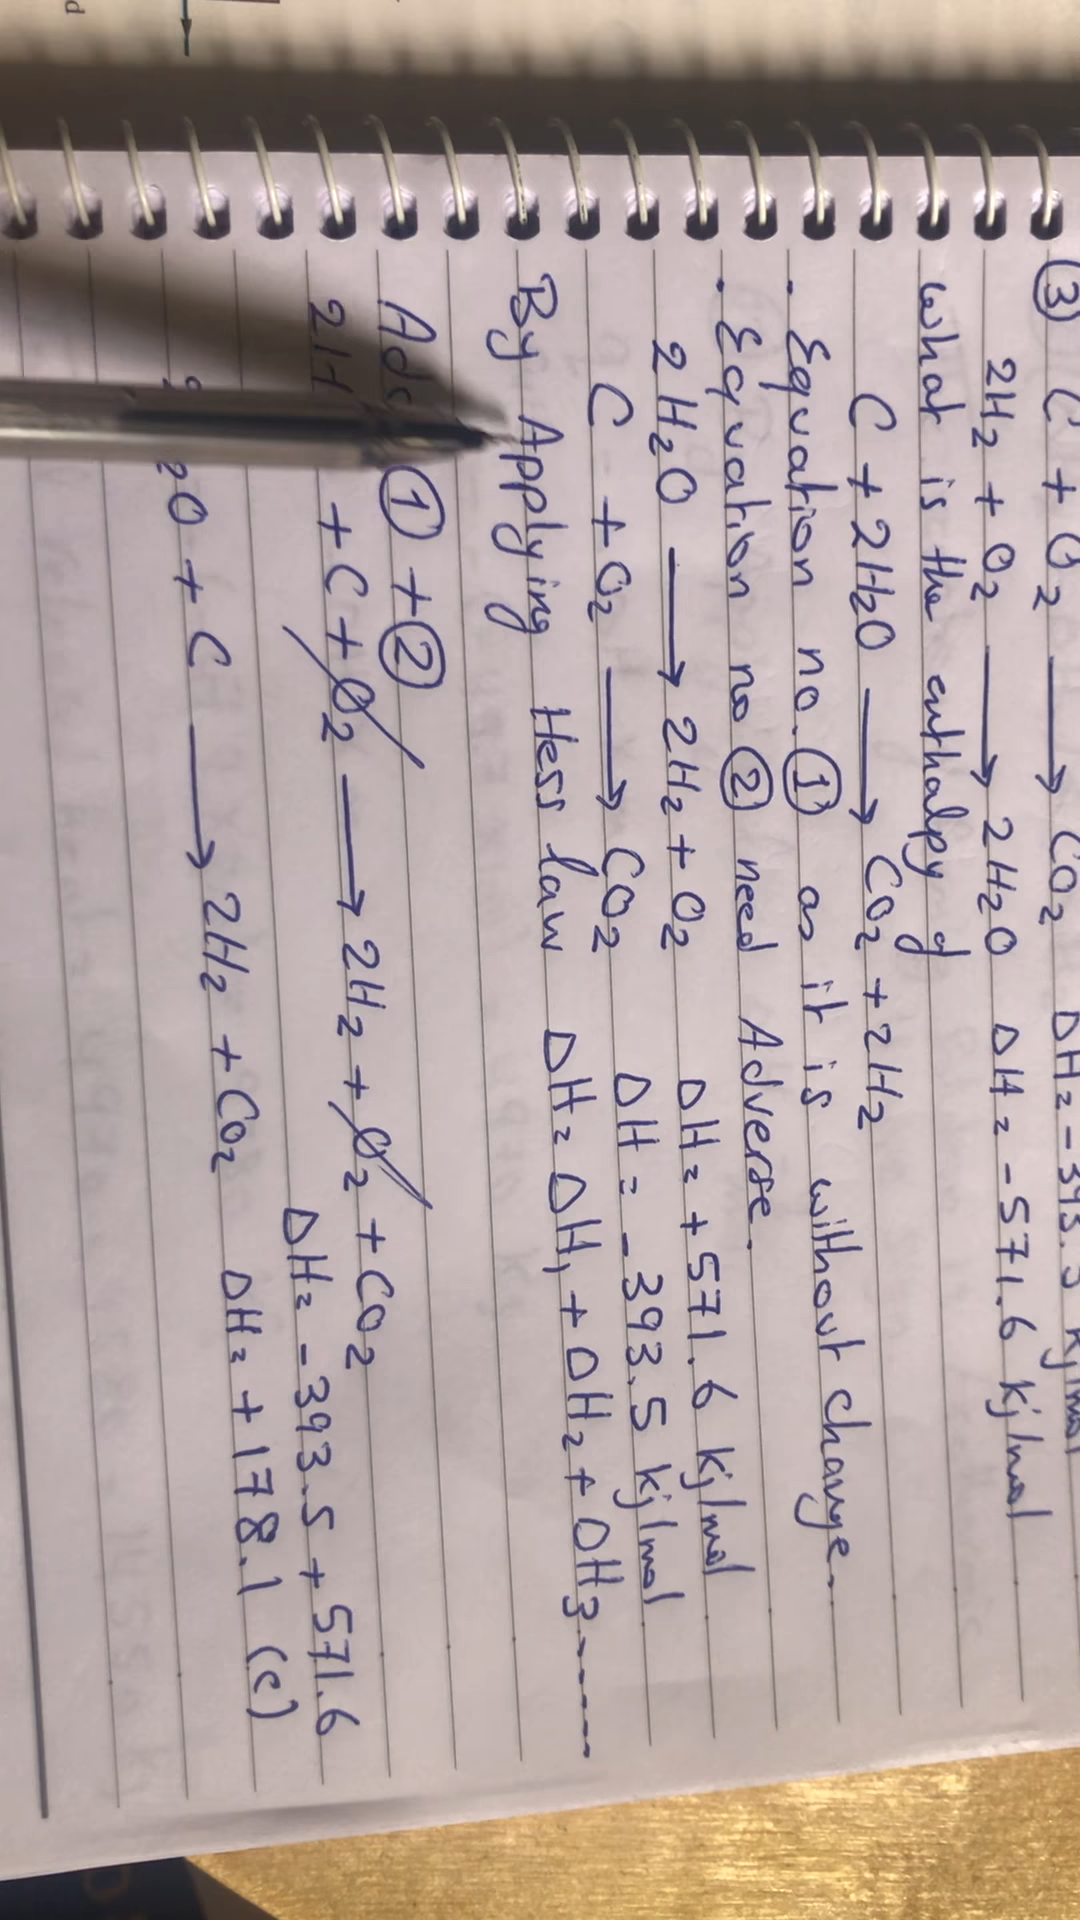 ③ C + O₂ ⟶ CO₂ ΔH = -393.5 kj/mol
2H₂ + O₂ ⟶ 2H₂O ΔH = -571.6 kj/mol
what is the enthalpy of
C + 2H₂O ⟶ CO₂ + 2H₂
. Equation no. ① as it is without change.
. Equation no ② need Adverse.
2H₂O ⟶ 2H₂ + O₂ ΔH = +571.6 kj/mol
C + O₂ ⟶ CO₂ ΔH = -393.5 kj/mol
By Applying Hess law ΔH = ΔH₁ + ΔH₂ + ΔH₃ -----
Add ① + ②
2H + C + O₂ ⟶ 2H₂ + O₂ + CO₂
ΔH = -393.5 + 571.6
2 ₂O + C ⟶ 2H₂ + CO₂ ΔH = +178.1 (c)